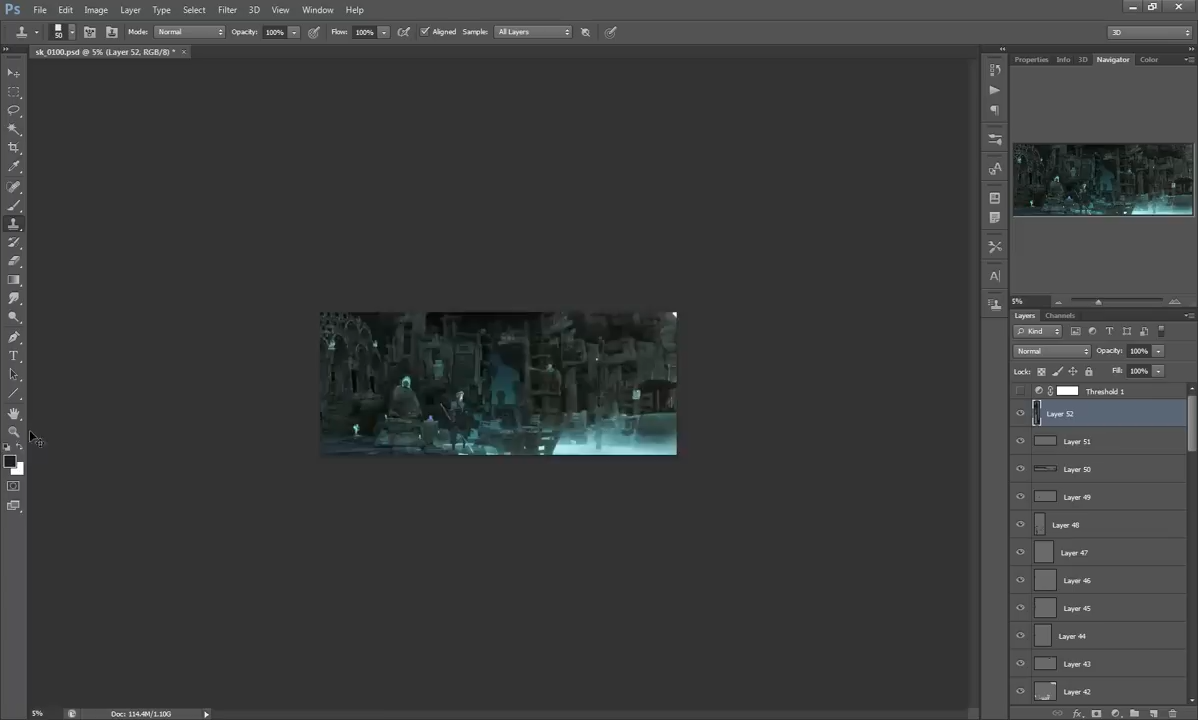 Ps File Edit Image Layer Type Select Filter 3D View Window Help
50 Mode: Normal Opacity: 100% Flow: 100% Aligned Sample: All Layers 3D
sk_0100.psd @ 5% (Layer 52, RGB/8) * ×
Properties Info 3D Navigator Color
5%
Layers Channels
Kind
Normal Opacity: 100%
Lock: Fill: 100%
Threshold 1
Layer 52
Layer 51
Layer 50
Layer 49
Layer 48
Layer 47
Layer 46
Layer 45
Layer 44
Layer 43
Layer 42
5% Doc: 114.4M/1.10G